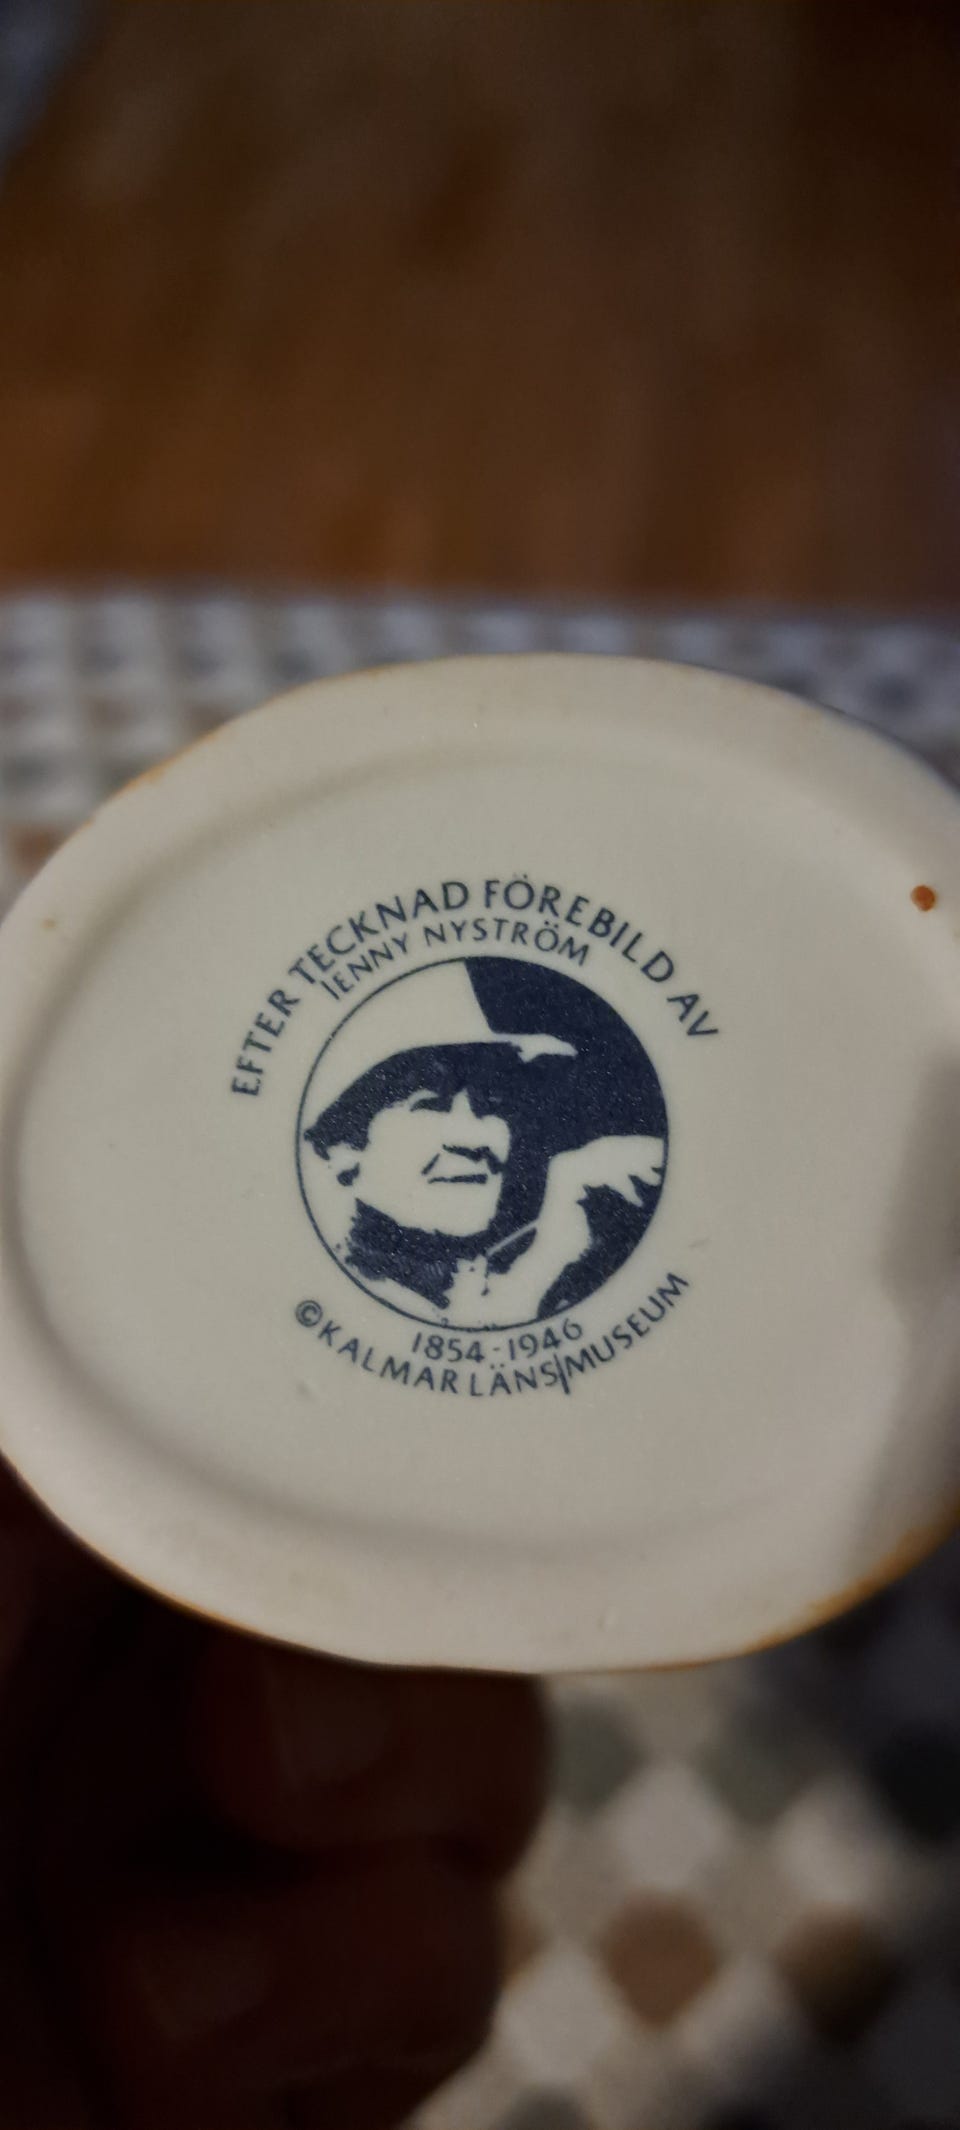 EFTER TECKNAD FÖREBILD AV
JENNY NYSTRÖM
1854-1946
©KALMAR LÄNS MUSEUM